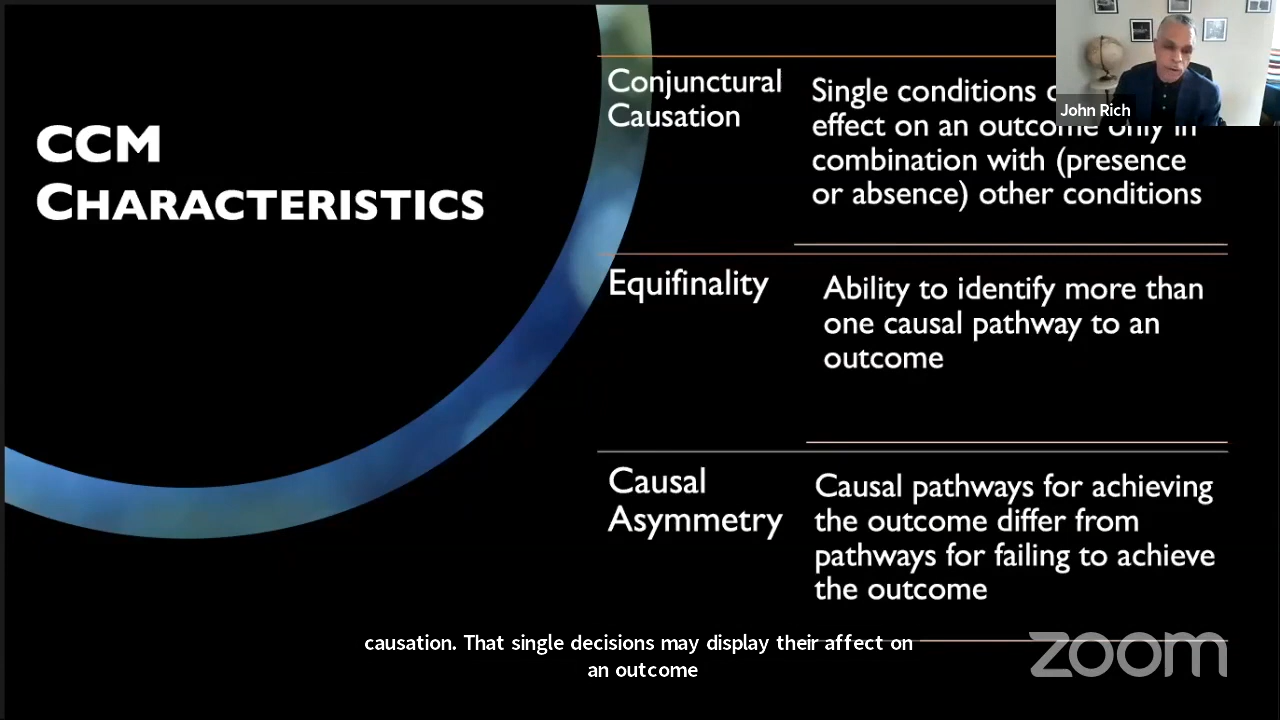 CCM
CHARACTERISTICS
Conjunctural
Causation
Single conditions
effect on an outcome only in
combination with (presence
or absence) other conditions
Equifinality
Ability to identify more than
one causal pathway to an
outcome
Causal
Asymmetry
Causal pathways for achieving
the outcome differ from
pathways for failing to achieve
the outcome
John Rich
causation. That single decisions may display their affect on
an outcome
zoom